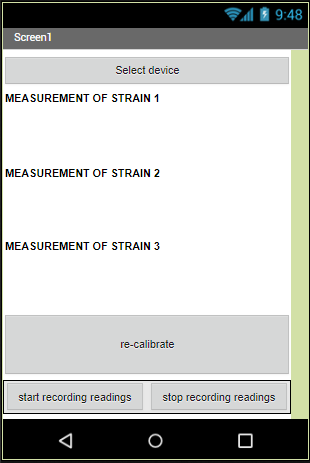 9:48
Screen1
Select device
MEASUREMENT OF STRAIN 1
MEASUREMENT OF STRAIN 2
MEASUREMENT OF STRAIN 3
re-calibrate
start recording readings
stop recording readings